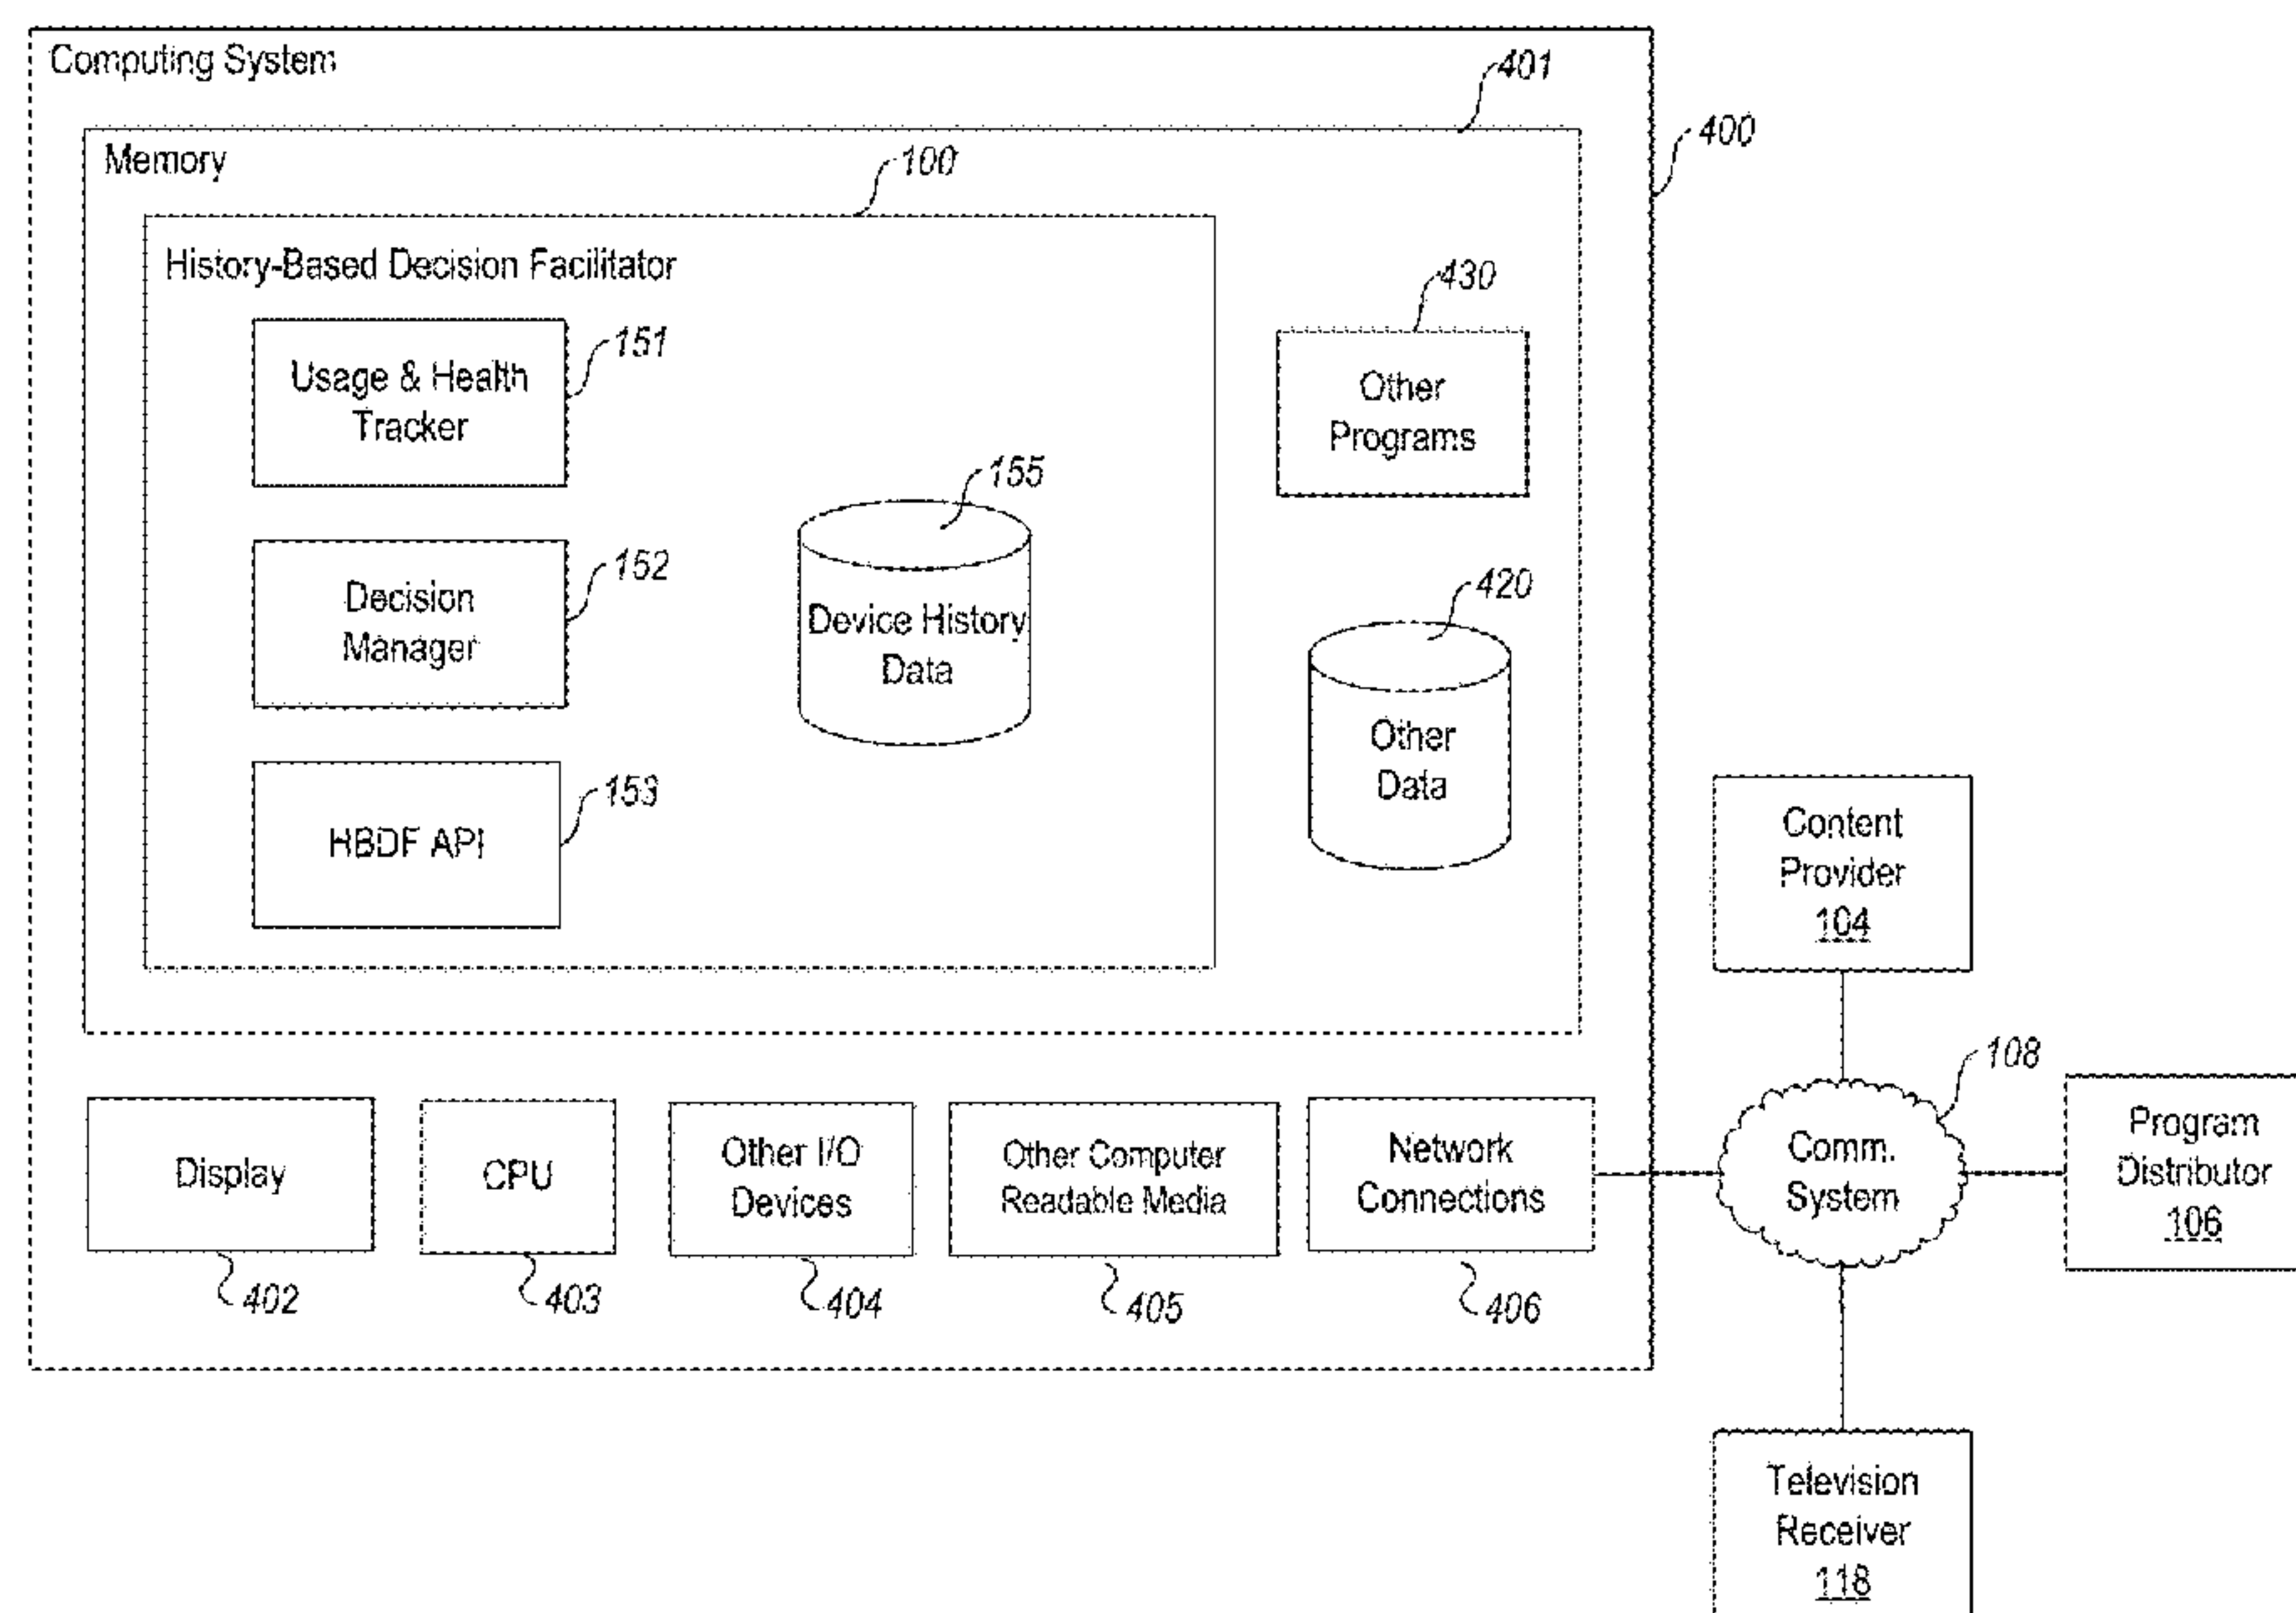 Computing System
401
400
Memory
100
History-Based Decision Facilitator
430
151
Usage & Health
Tracker
Other
Programs
155
152
Decision
Manager
420
Device History
Data
Other
Data
153
HBDF API
Content
Provider
104
108
Display
CPU
Other I/O
Devices
Other Computer
Readable Media
Network
Connections
Comm.
System
Program
Distributor
106
402
403
404
405
406
Television
Receiver
118